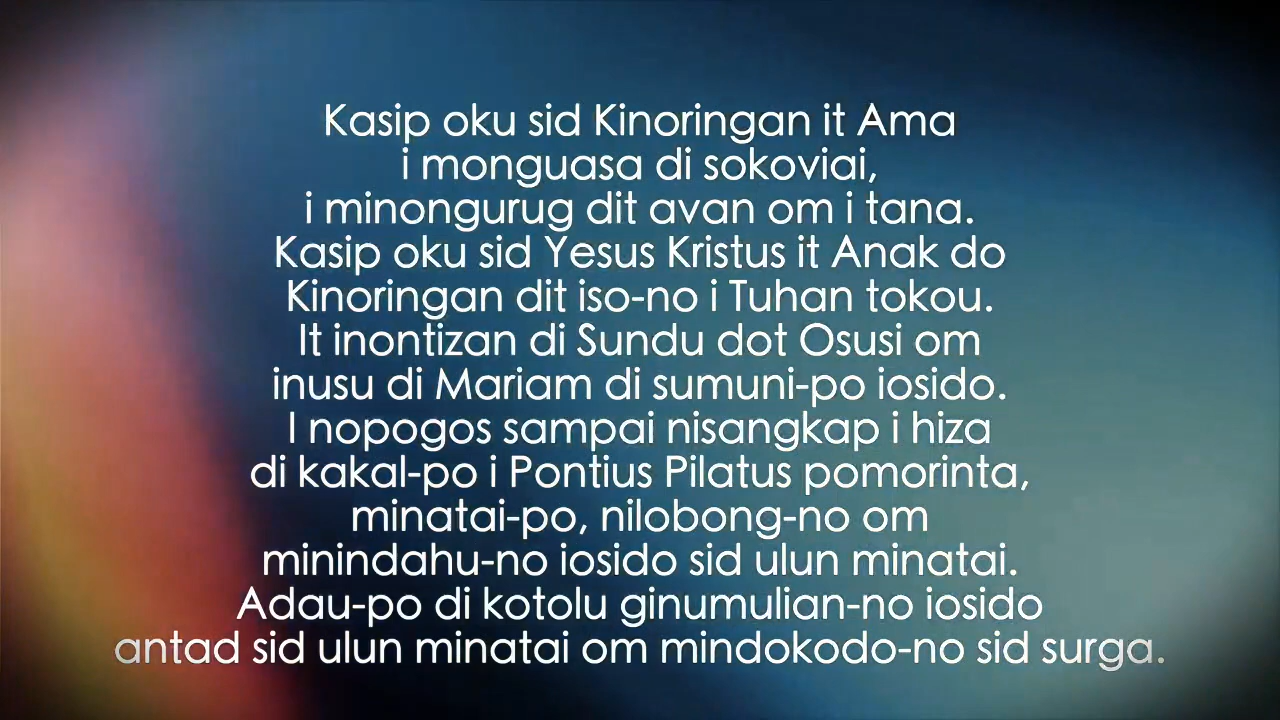 Kasip oku sid Kinoringan it Ama
i monguasa di sokoviai,
i minongurug dit avan om i tana.
Kasip oku sid Yesus Kristus it Anak do
Kinoringan dit iso-no i Tuhan tokou.
It inontizan di Sundu dot Osusi om
inusu di Mariam di sumuni-po iosido.
I nopogos sampai nisangkap i hiza
di kakal-po i Pontius Pilatus pomorinta,
minatai-po, nilobong-no om
minindahu-no iosido sid ulun minatai.
Adau-po di kotolu ginumulian-no iosido
antad sid ulun minatai om mindokodo-no sid surga.